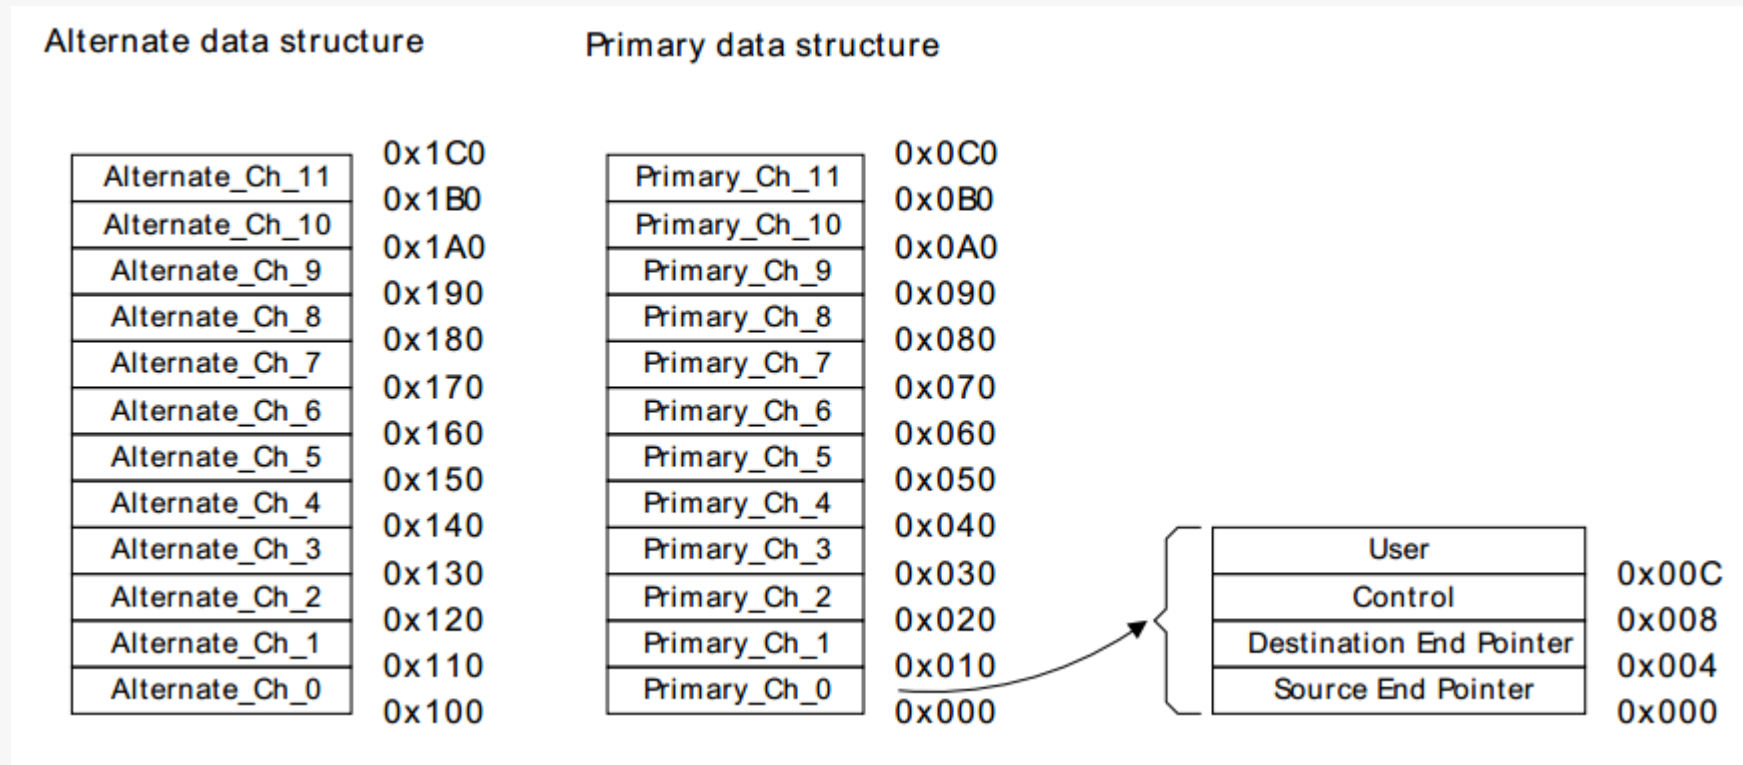 Alternate data structure
Primary data structure
0x1C0
Alternate_Ch_11
0x1B0
Alternate_Ch_10
0x1A0
Alternate_Ch_9
0x190
Alternate_Ch_8
0x180
Alternate_Ch_7
0x170
Alternate_Ch_6
0x160
Alternate_Ch_5
0x150
Alternate_Ch_4
0x140
Alternate_Ch_3
0x130
Alternate_Ch_2
0x120
Alternate_Ch_1
0x110
Alternate_Ch_0
0x100
0x0C0
Primary_Ch_11
0x0B0
Primary_Ch_10
0x0A0
Primary_Ch_9
0x090
Primary_Ch_8
0x080
Primary_Ch_7
0x070
Primary_Ch_6
0x060
Primary_Ch_5
0x050
Primary_Ch_4
0x040
Primary_Ch_3
0x030
Primary_Ch_2
0x020
Primary_Ch_1
0x010
Primary_Ch_0
0x000
User
0x00C
Control
0x008
Destination End Pointer
0x004
Source End Pointer
0x000